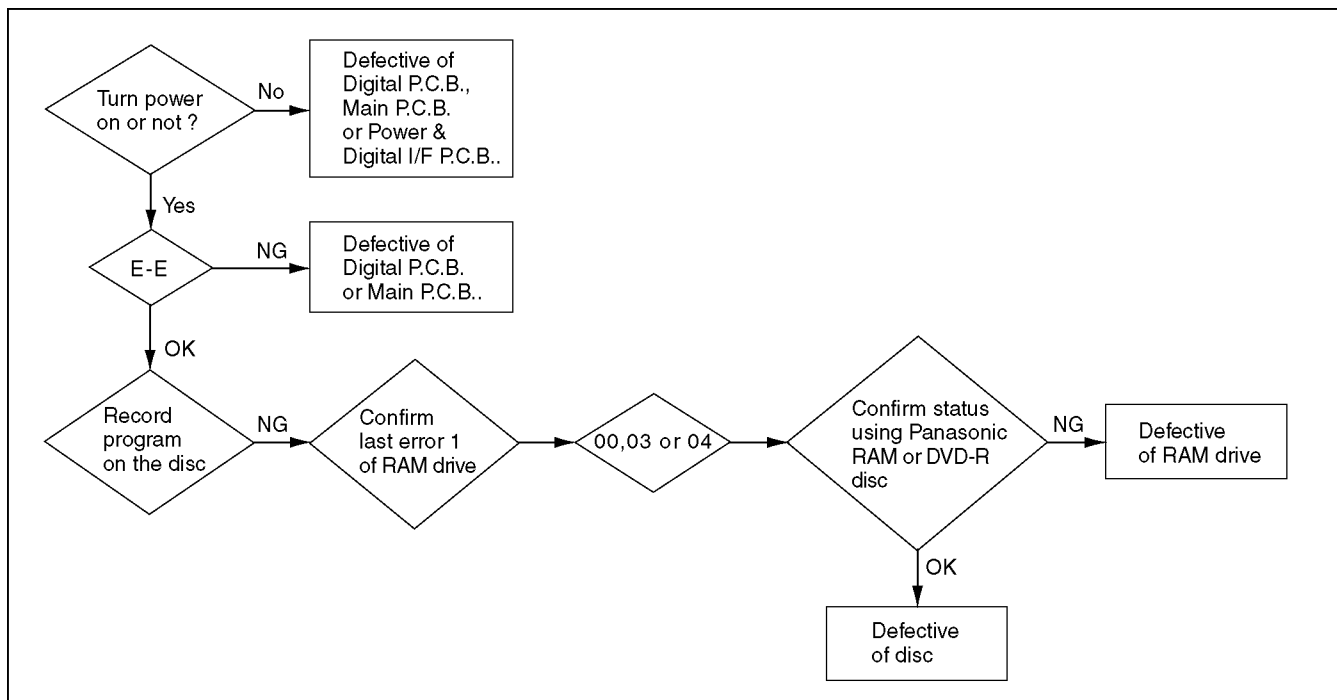 Turn power
on or not ?
No
Defective of
Digital P.C.B.,
Main P.C.B.
or Power &
Digital I/F P.C.B..
Yes
E-E
NG
Defective of
Digital P.C.B.
or Main P.C.B..
OK
Record
program
on the disc
NG
Confirm
last error 1
of RAM drive
00,03 or 04
Confirm status
using Panasonic
RAM or DVD-R
disc
NG
Defective
of RAM drive
OK
Defective
of disc